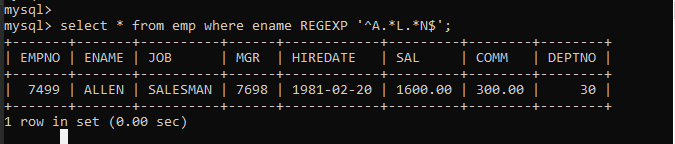 mysql>
mysql> select * from emp where ename REGEXP '^A.*L.*N$';
+-------+-------+----------+------+------------+---------+--------+--------+
| EMPNO | ENAME | JOB      | MGR  | HIREDATE   | SAL     | COMM   | DEPTNO |
+-------+-------+----------+------+------------+---------+--------+--------+
|  7499 | ALLEN | SALESMAN | 7698 | 1981-02-20 | 1600.00 | 300.00 |     30 |
+-------+-------+----------+------+------------+---------+--------+--------+
1 row in set (0.00 sec)